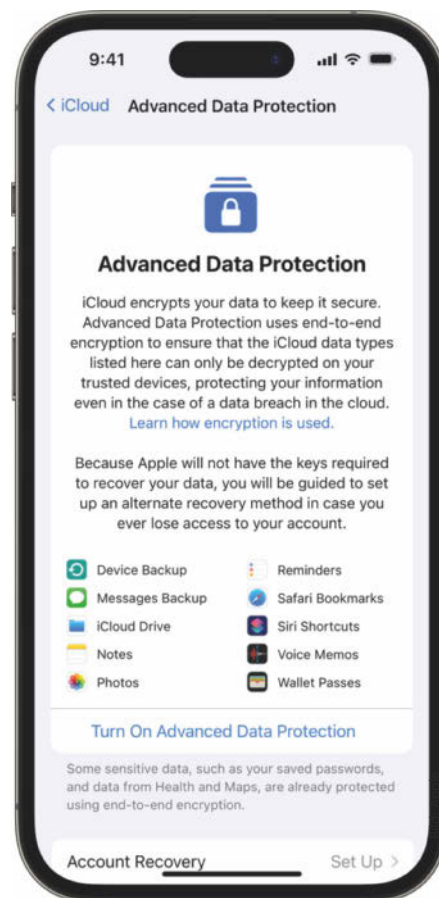 9:41
iCloud Advanced Data Protection
Advanced Data Protection
iCloud encrypts your data to keep it secure.
Advanced Data Protection uses end-to-end
encryption to ensure that the iCloud data types
listed here can only be decrypted on your
trusted devices, protecting your information
even in the case of a data breach in the cloud.
Learn how encryption is used.
Because Apple will not have the keys required
to recover your data, you will be guided to set
up an alternate recovery method in case you
ever lose access to your account.
Device Backup Reminders
Messages Backup Safari Bookmarks
iCloud Drive Siri Shortcuts
Notes Voice Memos
Photos Wallet Passes
Turn On Advanced Data Protection
Some sensitive data, such as your saved passwords,
and data from Health and Maps, are already protected
using end-to-end encryption.
Account Recovery Set Up